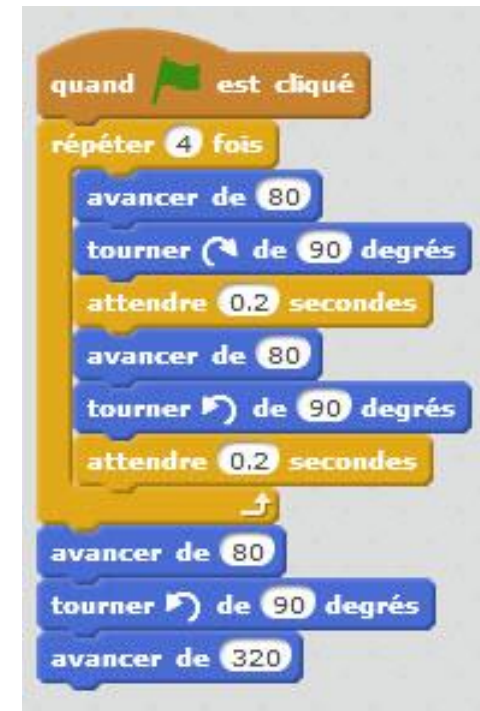 quand est cliqué
répéter 4 fois
avancer de 80
tourner de 90 degrés
attendre 0.2 secondes
avancer de 80
tourner de 90 degrés
attendre 0.2 secondes
avancer de 80
tourner de 90 degrés
avancer de 320